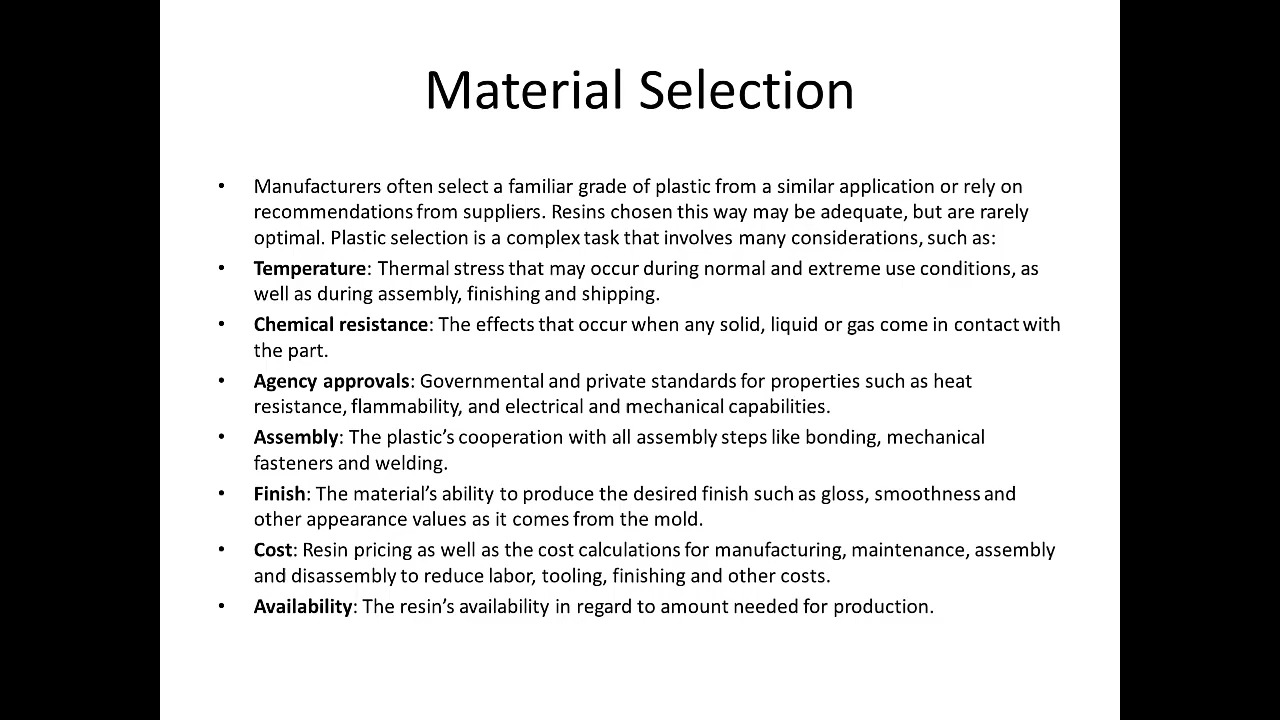 Material Selection
• Manufacturers often select a familiar grade of plastic from a similar application or rely on
recommendations from suppliers. Resins chosen this way may be adequate, but are rarely
optimal. Plastic selection is a complex task that involves many considerations, such as:
• Temperature: Thermal stress that may occur during normal and extreme use conditions, as
well as during assembly, finishing and shipping.
• Chemical resistance: The effects that occur when any solid, liquid or gas come in contact with
the part.
• Agency approvals: Governmental and private standards for properties such as heat
resistance, flammability, and electrical and mechanical capabilities.
• Assembly: The plastic’s cooperation with all assembly steps like bonding, mechanical
fasteners and welding.
• Finish: The material’s ability to produce the desired finish such as gloss, smoothness and
other appearance values as it comes from the mold.
• Cost: Resin pricing as well as the cost calculations for manufacturing, maintenance, assembly
and disassembly to reduce labor, tooling, finishing and other costs.
• Availability: The resin’s availability in regard to amount needed for production.